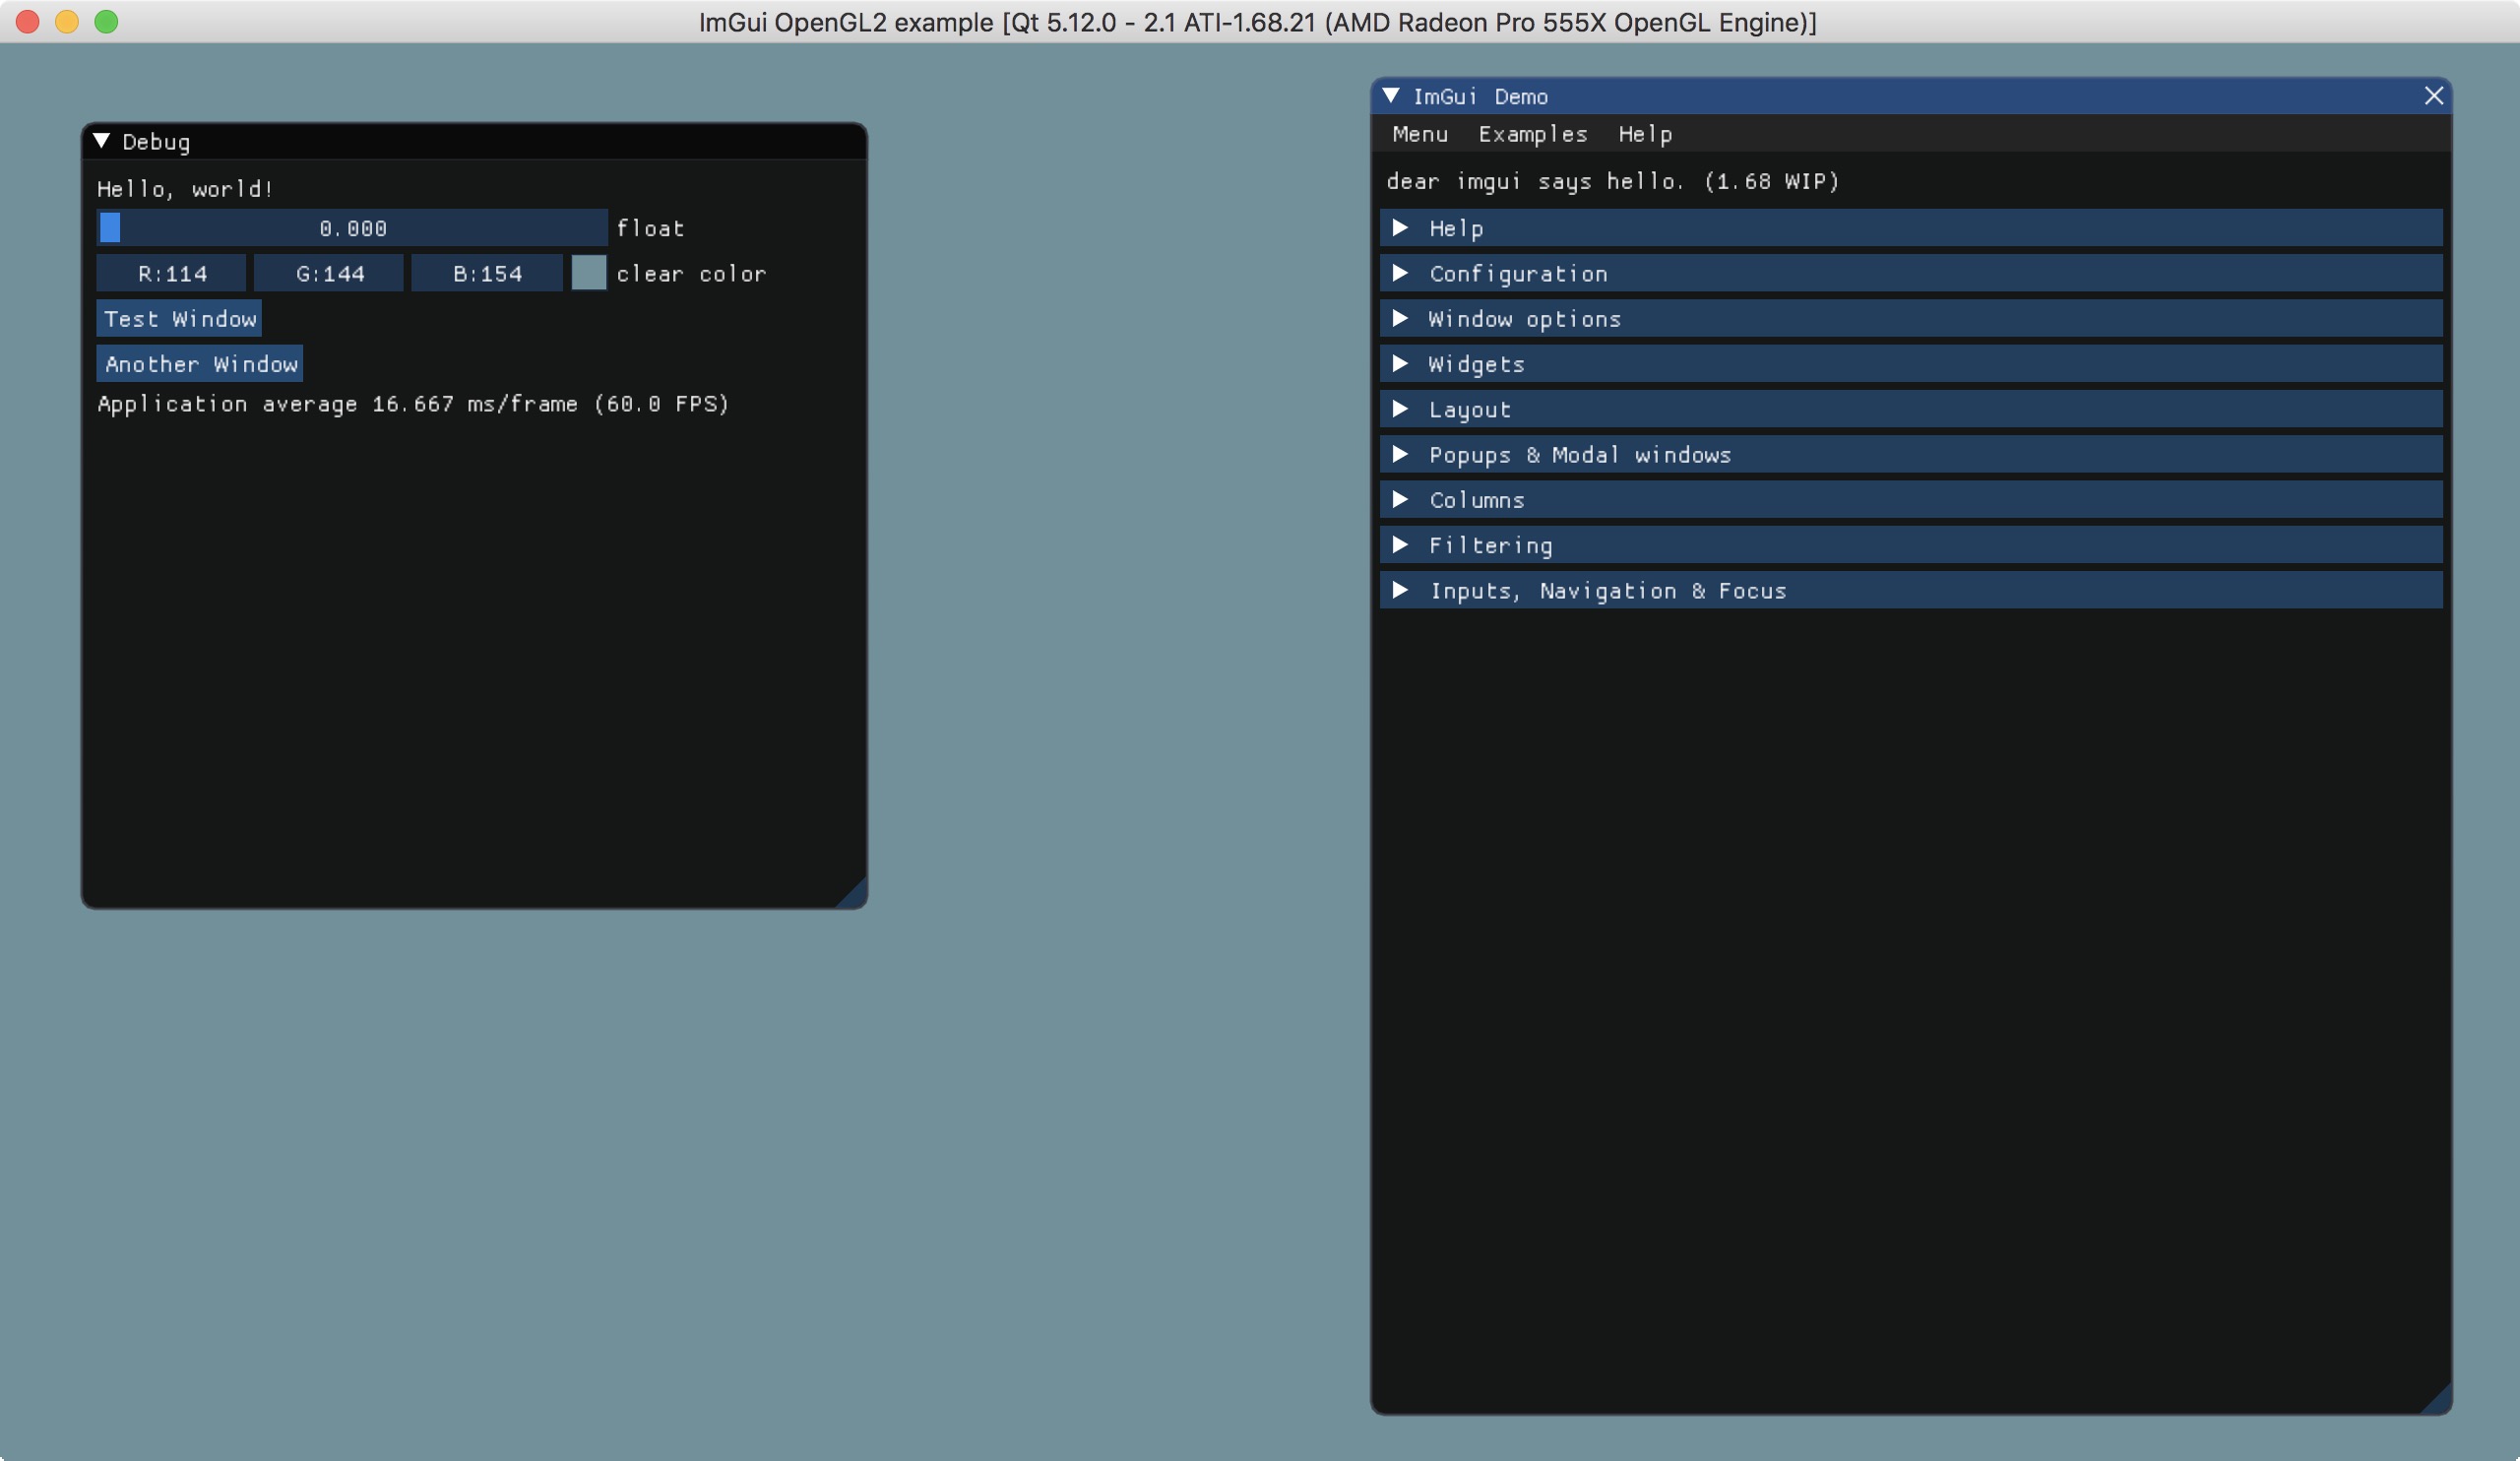 ImGui OpenGL2 example [Qt 5.12.0 - 2.1 ATI-1.68.21 (AMD Radeon Pro 555X OpenGL Engine)]
Debug
Hello, world!
0.000 float
R:114 G:144 B:154 clear color
Test Window
Another Window
Application average 16.667 ms/frame (60.0 FPS)
ImGui Demo
Menu Examples Help
dear imgui says hello. (1.68 WIP)
Help
Configuration
Window options
Widgets
Layout
Popups & Modal windows
Columns
Filtering
Inputs, Navigation & Focus